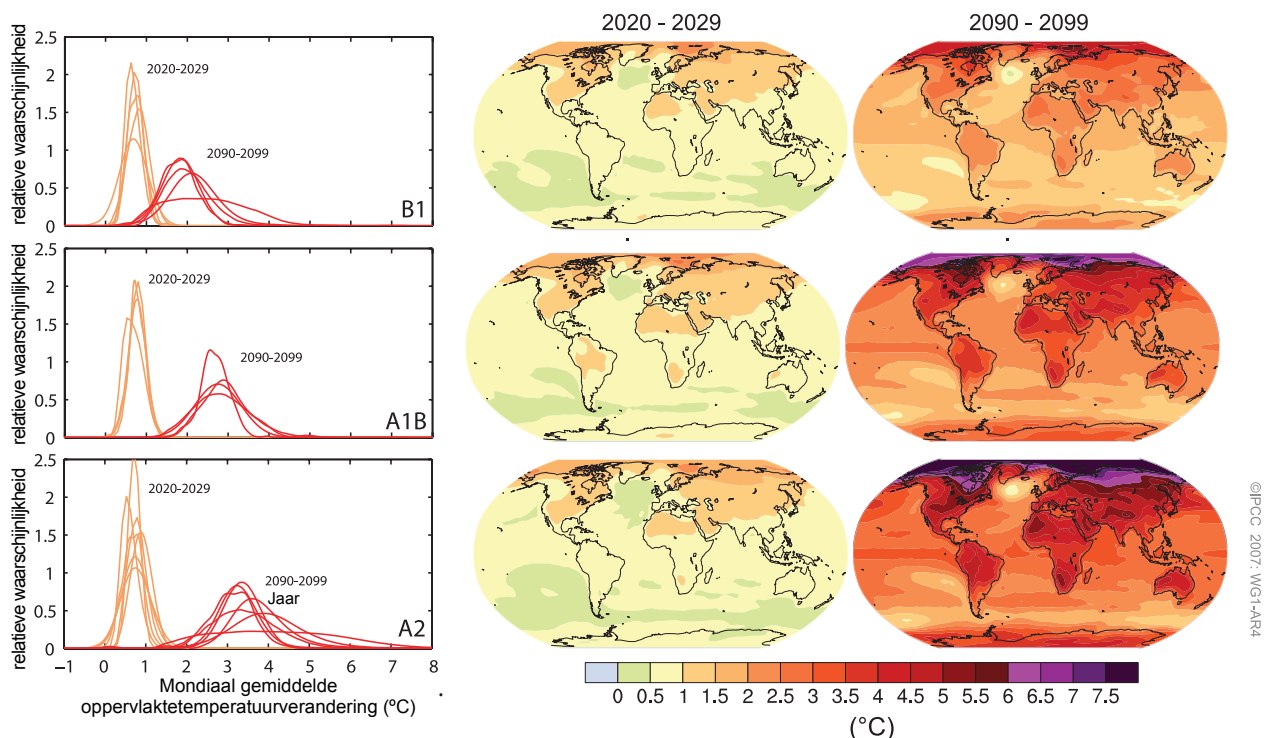 2020 - 2029
2090 - 2099
relatieve waarschijnlijkheid
2.5
2
1.5
1
0.5
0
2020-2029
2090-2099
B1
relatieve waarschijnlijkheid
2.5
2
1.5
1
0.5
0
2020-2029
2090-2099
A1B
relatieve waarschijnlijkheid
2.5
2
1.5
1
0.5
0
2020-2029
2090-2099
Jaar
A2
−1 0 1 2 3 4 5 6 7 8
Mondiaal gemiddelde
oppervlaktetemperatuurverandering (ºC)
0 0.5 1 1.5 2 2.5 3 3.5 4 4.5 5 5.5 6 6.5 7 7.5
(°C)
©IPCC 2007: WG1-AR4